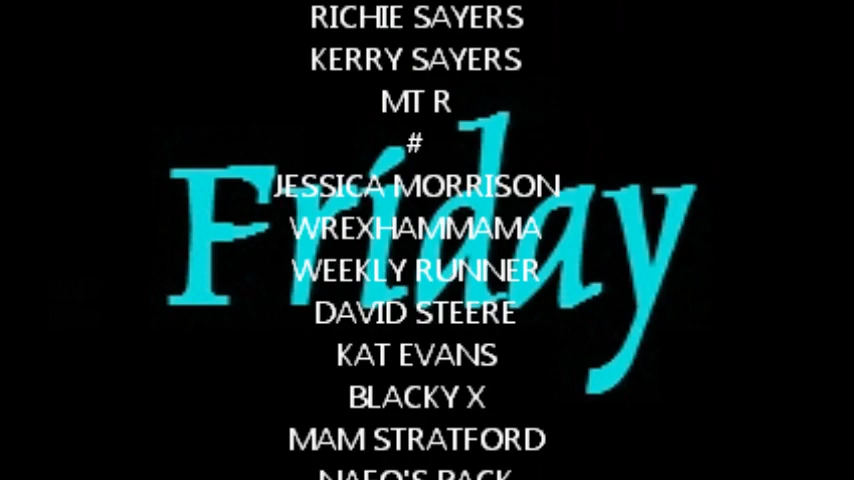 RICHIE SAYERS
KERRY SAYERS
MT R
#
Friday
JESSICA MORRISON
WREXHAMMAMA
WEEKLY RUNNER
DAVID STEERE
KAT EVANS
BLACKY X
MAM STRATFORD